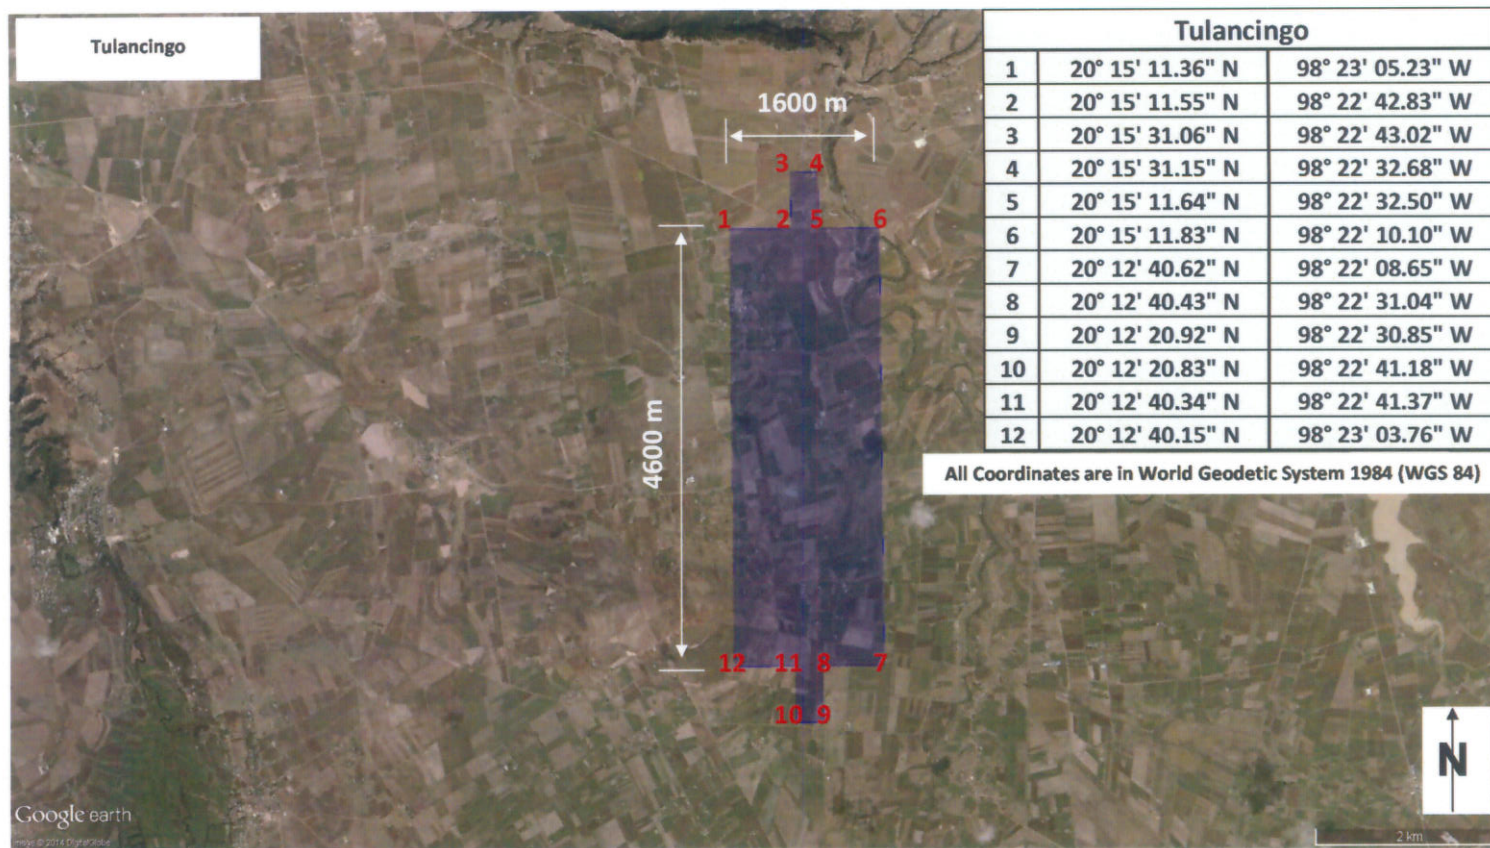 Tulancingo
Tulancingo
1 20° 15' 11.36" N 98° 23' 05.23" W
2 20° 15' 11.55" N 98° 22' 42.83" W
3 20° 15' 31.06" N 98° 22' 43.02" W
4 20° 15' 31.15" N 98° 22' 32.68" W
5 20° 15' 11.64" N 98° 22' 32.50" W
6 20° 15' 11.83" N 98° 22' 10.10" W
7 20° 12' 40.62" N 98° 22' 08.65" W
8 20° 12' 40.43" N 98° 22' 31.04" W
9 20° 12' 20.92" N 98° 22' 30.85" W
10 20° 12' 20.83" N 98° 22' 41.18" W
11 20° 12' 40.34" N 98° 22' 41.37" W
12 20° 12' 40.15" N 98° 23' 03.76" W
All Coordinates are in World Geodetic System 1984 (WGS 84)
1600 m
3 4
1 2 5 6
4600 m
12 11 8 7
10 9
N
Google earth
Image © 2014 DigitalGlobe
2 km